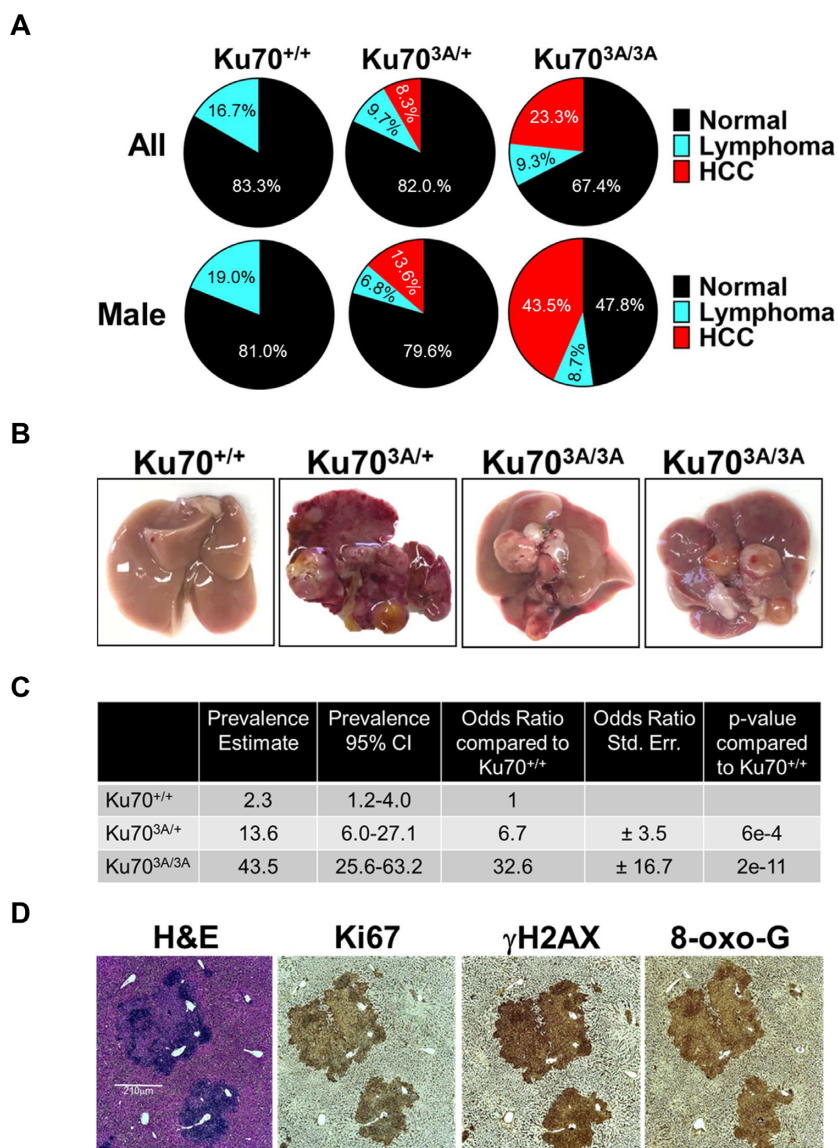 A
Ku70+/+ Ku703A/+ Ku703A/3A
All
16.7%
83.3%
8.3%
9.7%
82.0.%
23.3%
9.3%
67.4%
Normal
Lymphoma
HCC
Male
19.0%
81.0%
13.6%
6.8%
79.6%
43.5%
47.8%
8.7%
Normal
Lymphoma
HCC
B
Ku70+/+ Ku703A/+ Ku703A/3A Ku703A/3A
C
Prevalence Estimate Prevalence 95% CI Odds Ratio compared to Ku70+/+ Odds Ratio Std. Err. p-value compared to Ku70+/+
Ku70+/+ 2.3 1.2-4.0 1
Ku703A/+ 13.6 6.0-27.1 6.7 ± 3.5 6e-4
Ku703A/3A 43.5 25.6-63.2 32.6 ± 16.7 2e-11
D
H&E Ki67 γH2AX 8-oxo-G
210μm